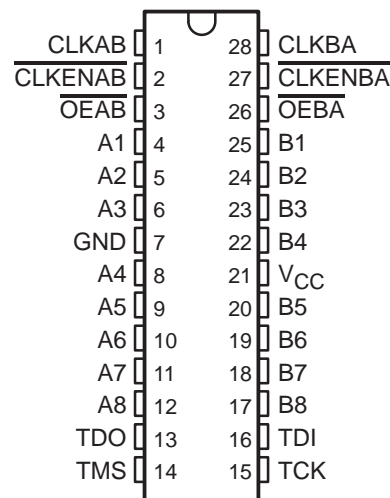 CLKAB 1 28 CLKBA
CLKENAB 2 27 CLKENBA
OEAB 3 26 OEBA
A1 4 25 B1
A2 5 24 B2
A3 6 23 B3
GND 7 22 B4
A4 8 21 VCC
A5 9 20 B5
A6 10 19 B6
A7 11 18 B7
A8 12 17 B8
TDO 13 16 TDI
TMS 14 15 TCK